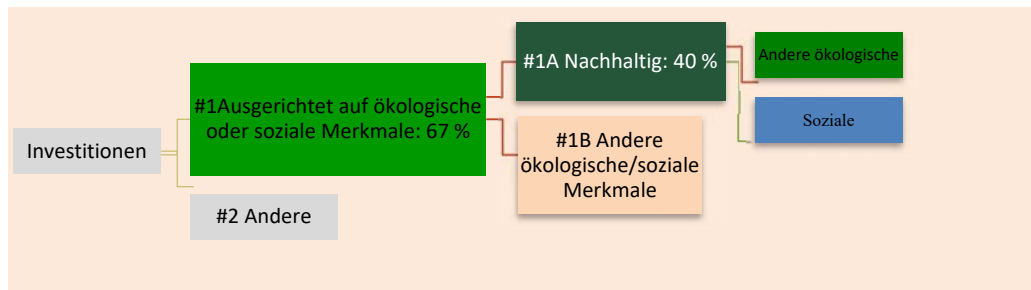 Investitionen
#1Ausgerichtet auf ökologische
oder soziale Merkmale: 67 %
#2 Andere
#1A Nachhaltig: 40 %
#1B Andere
ökologische/soziale
Merkmale
Andere ökologische
Soziale